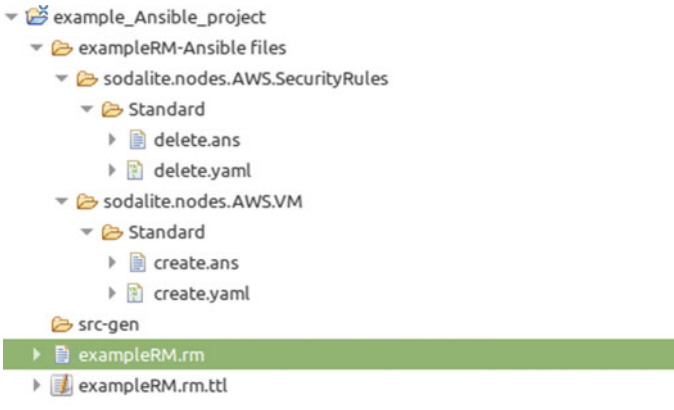 example_Ansible_project
exampleRM-Ansible files
sodalite.nodes.AWS.SecurityRules
Standard
delete.ans
delete.yaml
sodalite.nodes.AWS.VM
Standard
create.ans
create.yaml
src-gen
exampleRM.rm
exampleRM.rm.ttl